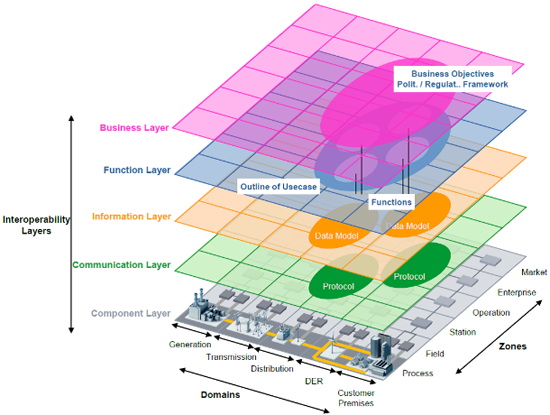 Business Objectives
Polit. / Regulat.. Framework
Business Layer
Function Layer
Outline of Usecase
Functions
Interoperability
Layers
Information Layer
Data Model
Data Model
Communication Layer
Protocol
Protocol
Component Layer
Market
Enterprise
Operation
Station
Field
Process
Zones
Generation
Transmission
Distribution
DER
Customer
Premises
Domains